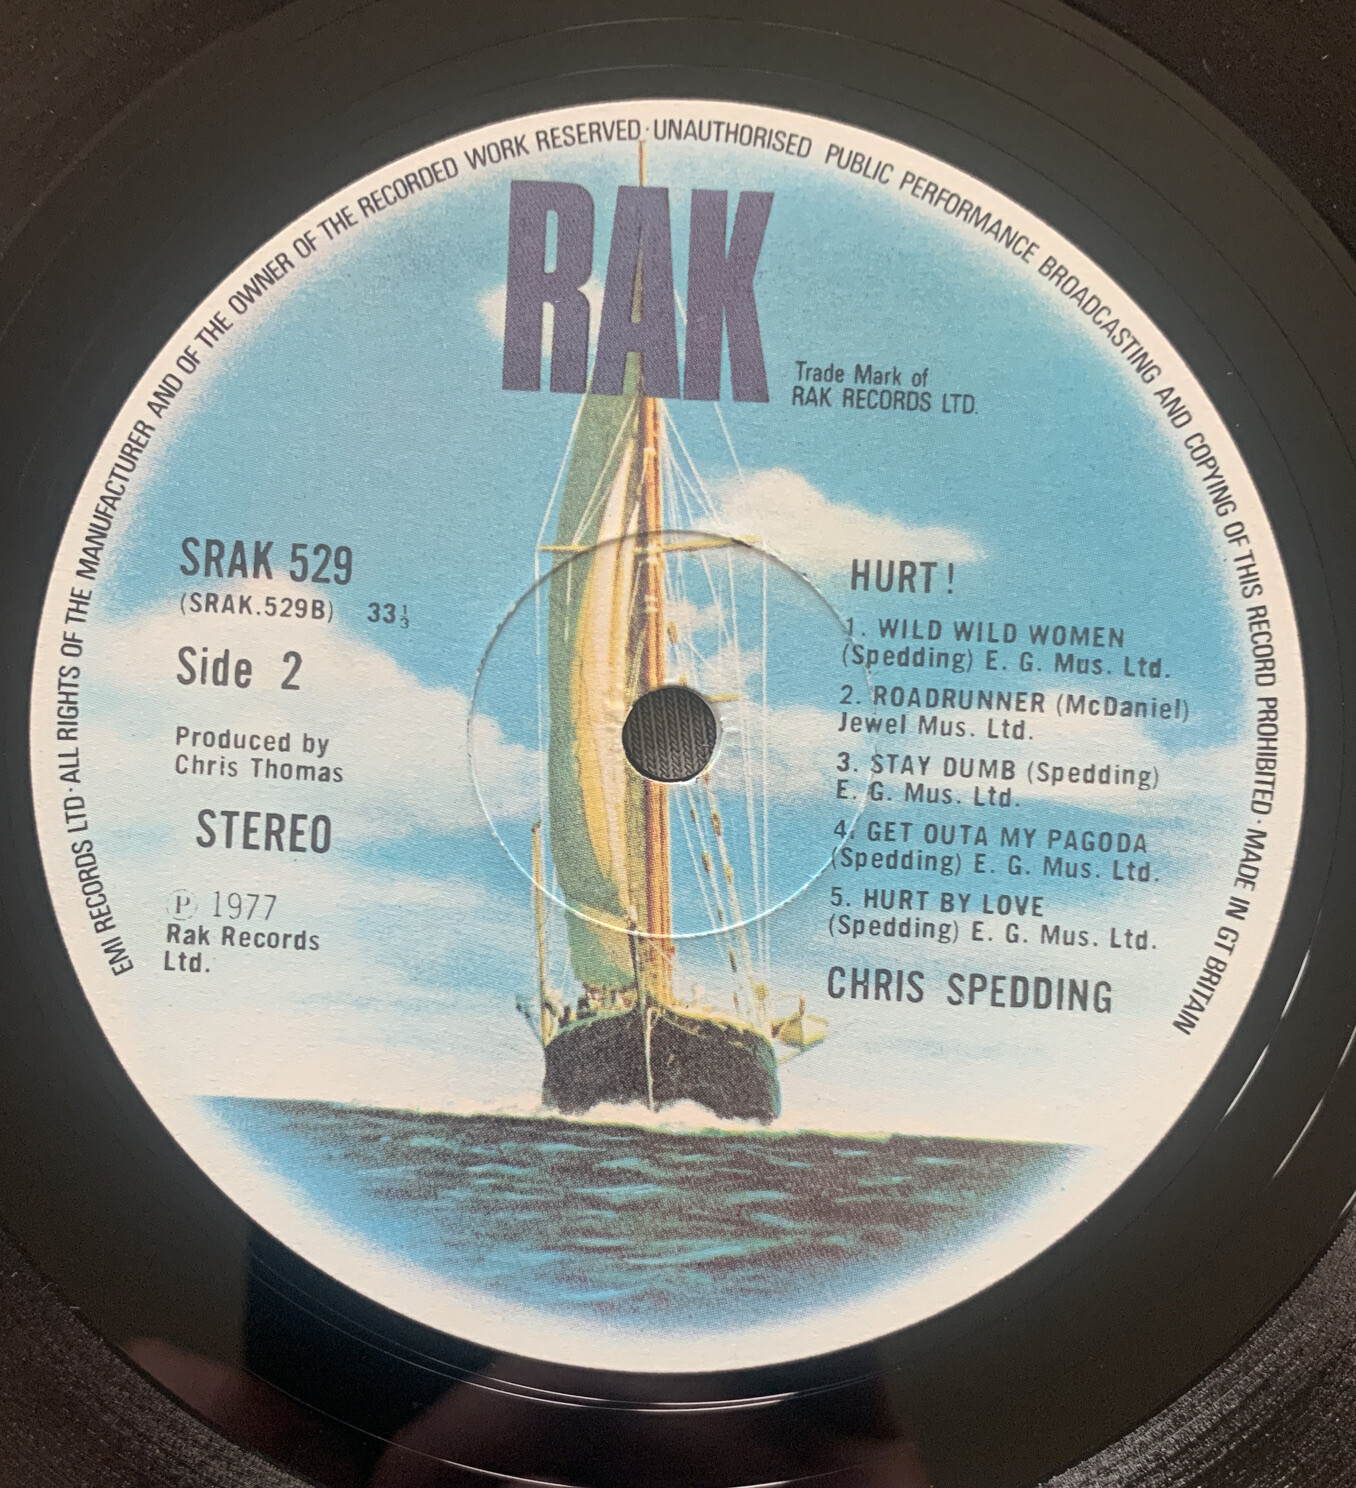 EMI RECORDS LTD · ALL RIGHTS OF THE MANUFACTURER AND OF THE OWNER OF THE RECORDED WORK RESERVED · UNAUTHORISED PUBLIC PERFORMANCE BROADCASTING AND COPYING OF THIS RECORD PROHIBITED · MADE IN GT BRITAIN
RAK
Trade Mark of
RAK RECORDS LTD.
SRAK 529
(SRAK.529B) 33⅓
Side 2
Produced by
Chris Thomas
STEREO
Ⓟ 1977
Rak Records
Ltd.
HURT!
1. WILD WILD WOMEN
(Spedding) E. G. Mus. Ltd.
2. ROADRUNNER (McDaniel)
Jewel Mus. Ltd.
3. STAY DUMB (Spedding)
E. G. Mus. Ltd.
4. GET OUTA MY PAGODA
(Spedding) E. G. Mus. Ltd.
5. HURT BY LOVE
(Spedding) E. G. Mus. Ltd.
CHRIS SPEDDING